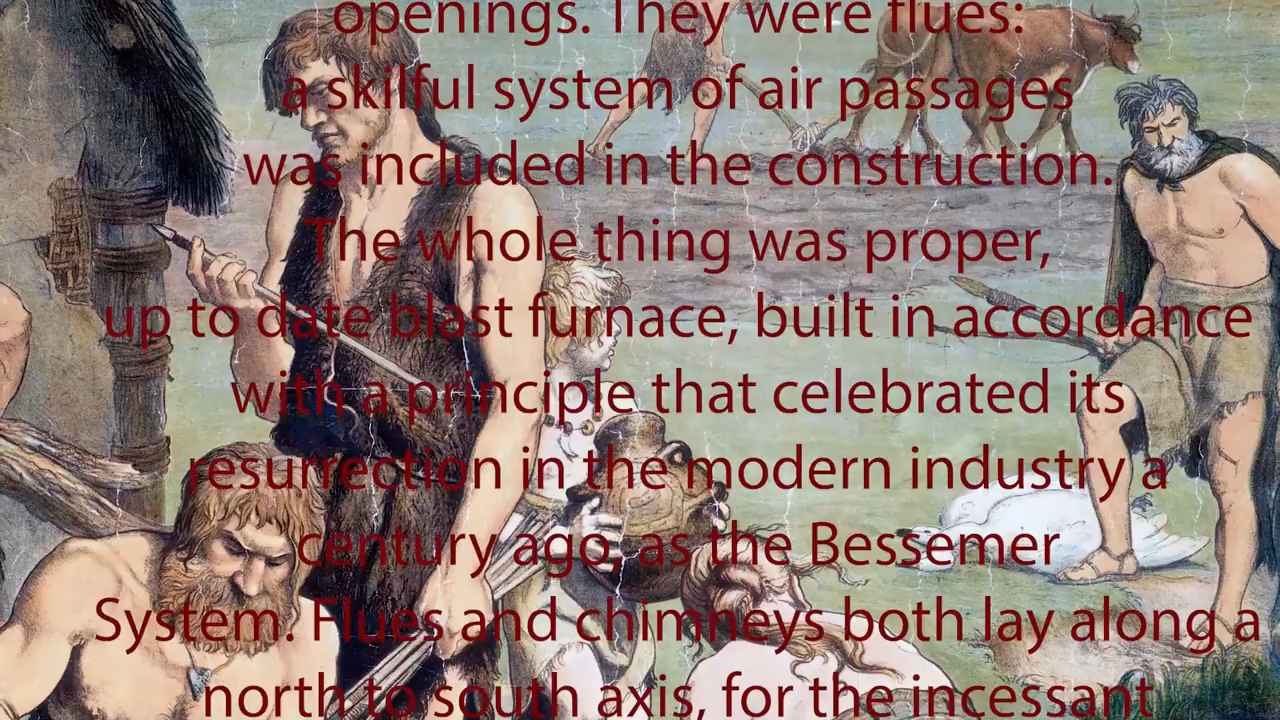 openings. They were flues:
a skilful system of air passages
was included in the construction.
The whole thing was proper,
up to date blast furnace, built in accordance
with a principle that celebrated its
resurrection in the modern industry a
century ago, as the Bessemer
System. Flues and chimneys both lay along a
north to south axis, for the incessant